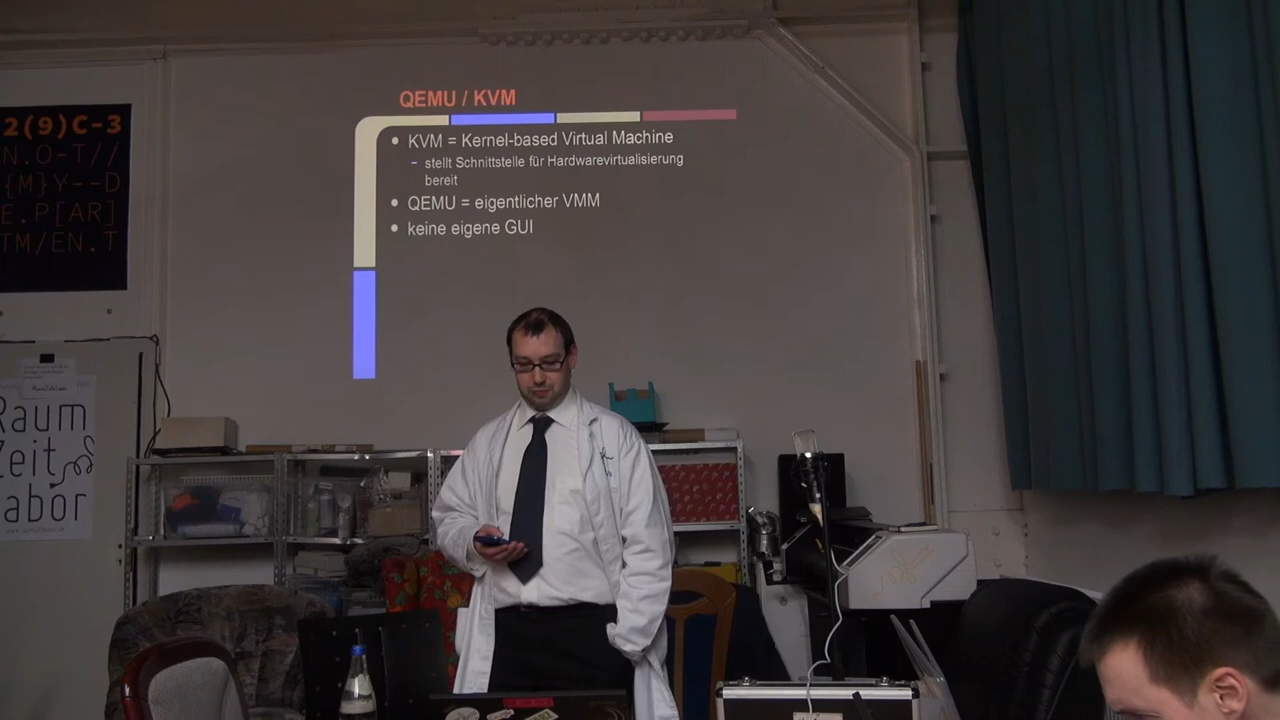 QEMU / KVM
KVM = Kernel-based Virtual Machine
stellt Schnittstelle für Hardwarevirtualisierung
bereit
QEMU = eigentlicher VMM
keine eigene GUI
2(9)C-3
N.O-T//
{M}Y--D
E.P[AR]
TM/EN.T
Raum
Zeit
Labor